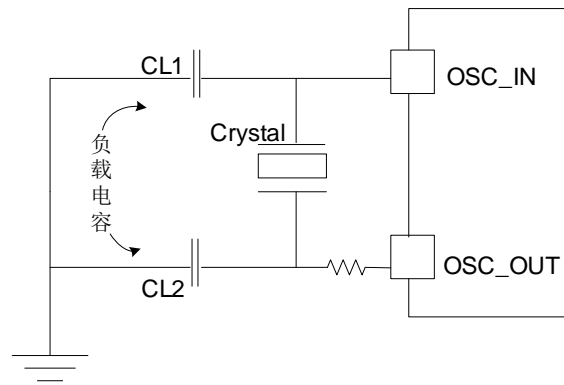 CL1
OSC_IN
Crystal
负载电容
CL2
OSC_OUT